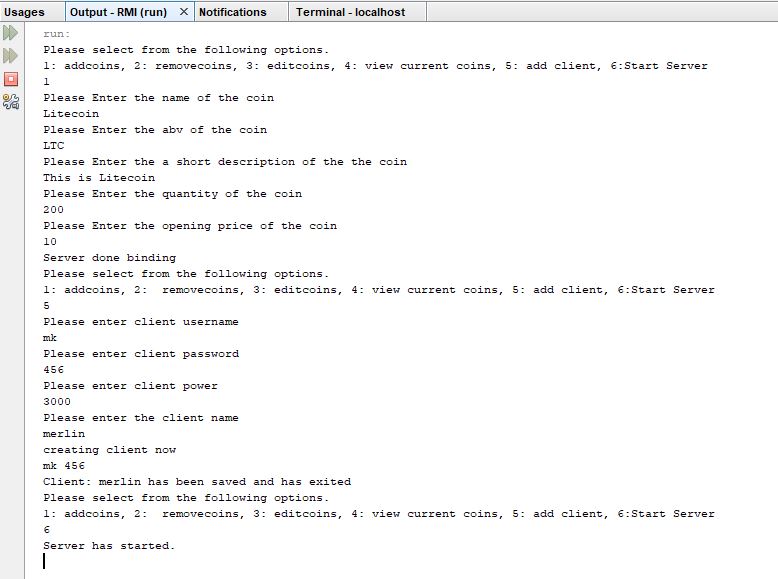 Usages Output - RMI (run) × Notifications Terminal - localhost
run:
Please select from the following options.
1: addcoins, 2: removecoins, 3: editcoins, 4: view current coins, 5: add client, 6:Start Server
1
Please Enter the name of the coin
Litecoin
Please Enter the abv of the coin
LTC
Please Enter the a short description of the the coin
This is Litecoin
Please Enter the quantity of the coin
200
Please Enter the opening price of the coin
10
Server done binding
Please select from the following options.
1: addcoins, 2:  removecoins, 3: editcoins, 4: view current coins, 5: add client, 6:Start Server
5
Please enter client username
mk
Please enter client password
456
Please enter client power
3000
Please enter the client name
merlin
creating client now
mk 456
Client: merlin has been saved and has exited
Please select from the following options.
1: addcoins, 2:  removecoins, 3: editcoins, 4: view current coins, 5: add client, 6:Start Server
6
Server has started.